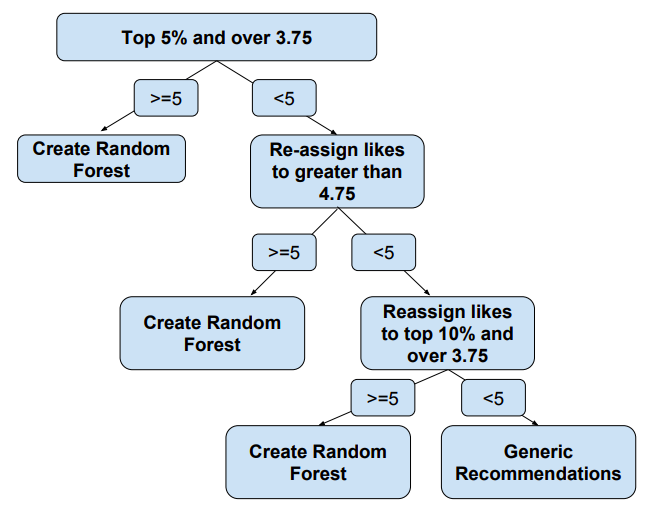 Top 5% and over 3.75
>=5
<5
Create Random
Forest
Re-assign likes
to greater than
4.75
>=5
<5
Create Random
Forest
Reassign likes
to top 10% and
over 3.75
>=5
<5
Create Random
Forest
Generic
Recommendations